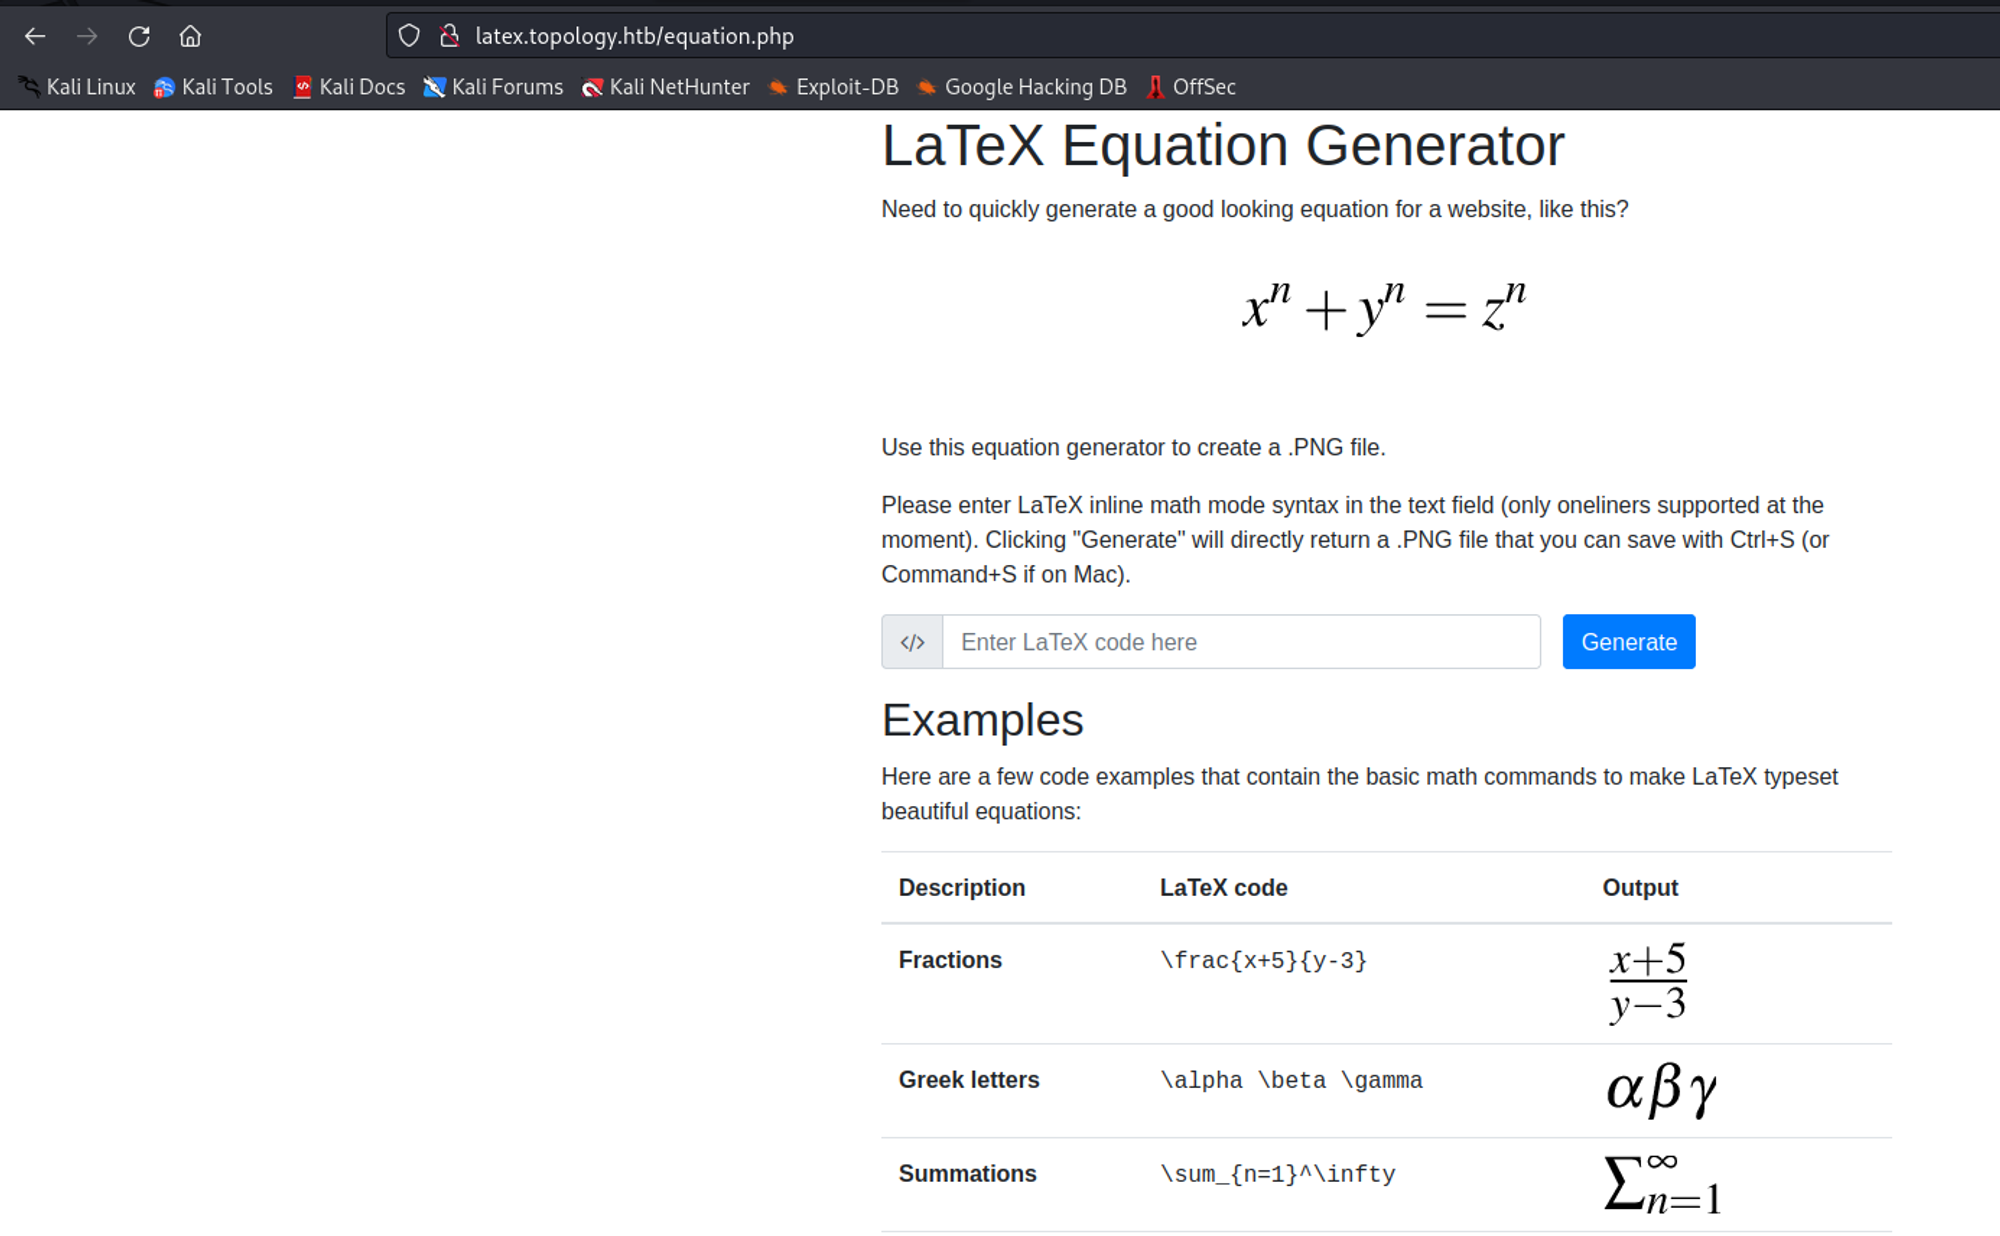 latex.topology.htb/equation.php
Kali Linux Kali Tools Kali Docs Kali Forums Kali NetHunter Exploit-DB Google Hacking DB OffSec
LaTeX Equation Generator
Need to quickly generate a good looking equation for a website, like this?
xⁿ + yⁿ = zⁿ
Use this equation generator to create a .PNG file.
Please enter LaTeX inline math mode syntax in the text field (only oneliners supported at the
moment). Clicking "Generate" will directly return a .PNG file that you can save with Ctrl+S (or
Command+S if on Mac).
</> Enter LaTeX code here Generate
Examples
Here are a few code examples that contain the basic math commands to make LaTeX typeset
beautiful equations:
Description LaTeX code Output
Fractions \frac{x+5}{y-3} x+5
y−3
Greek letters \alpha \beta \gamma αβγ
Summations \sum_{n=1}^\infty ∑∞n=1